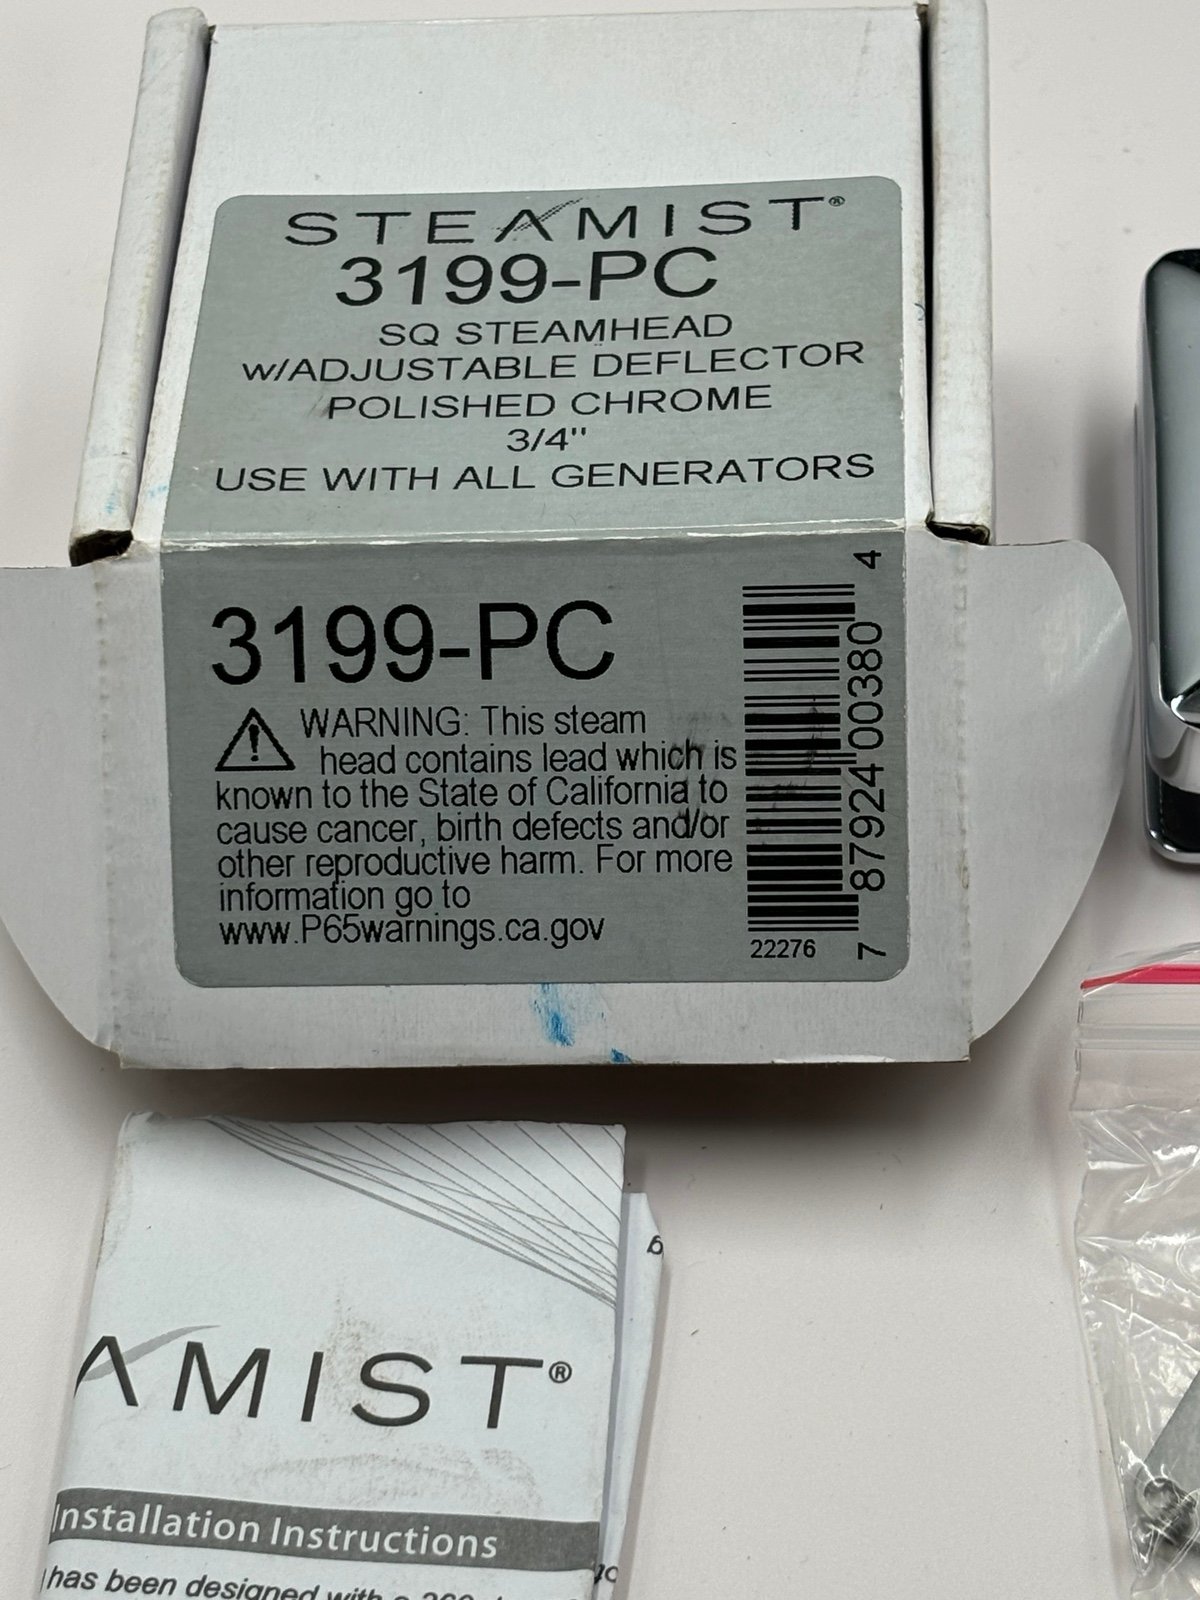 STEAMIST®
3199-PC
SQ STEAMHEAD
W/ADJUSTABLE DEFLECTOR
POLISHED CHROME
3/4"
USE WITH ALL GENERATORS
3199-PC
WARNING: This steam
head contains lead which is
known to the State of California to
cause cancer, birth defects and/or
other reproductive harm. For more
information go to
www.P65warnings.ca.gov
22276
7 87924 00380 4
AMIST®
Installation Instructions
has been designed with a